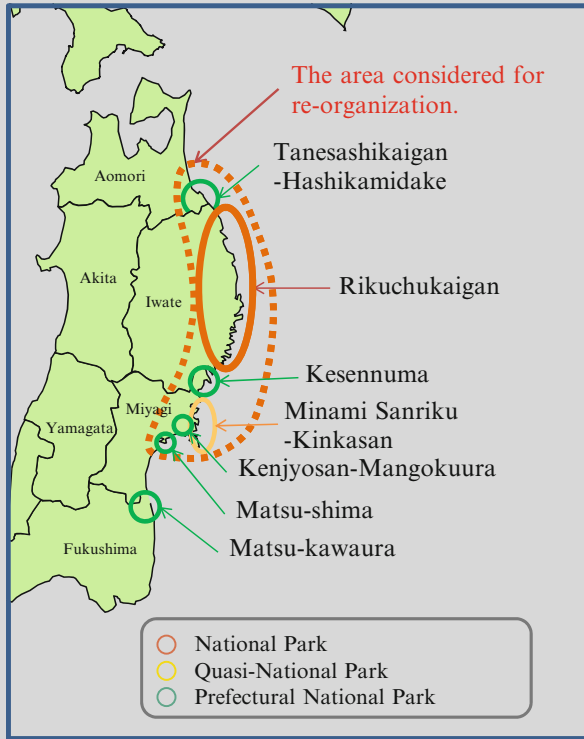 The area considered for
re-organization.
Tanesashikaigan
-Hashikamidake
Aomori
Akita
Iwate
Rikuchukaigan
Kesennuma
Miyagi
Minami Sanriku
-Kinkasan
Yamagata
Kenjyosan-Mangokuura
Matsu-shima
Matsu-kawaura
Fukushima
National Park
Quasi-National Park
Prefectural National Park